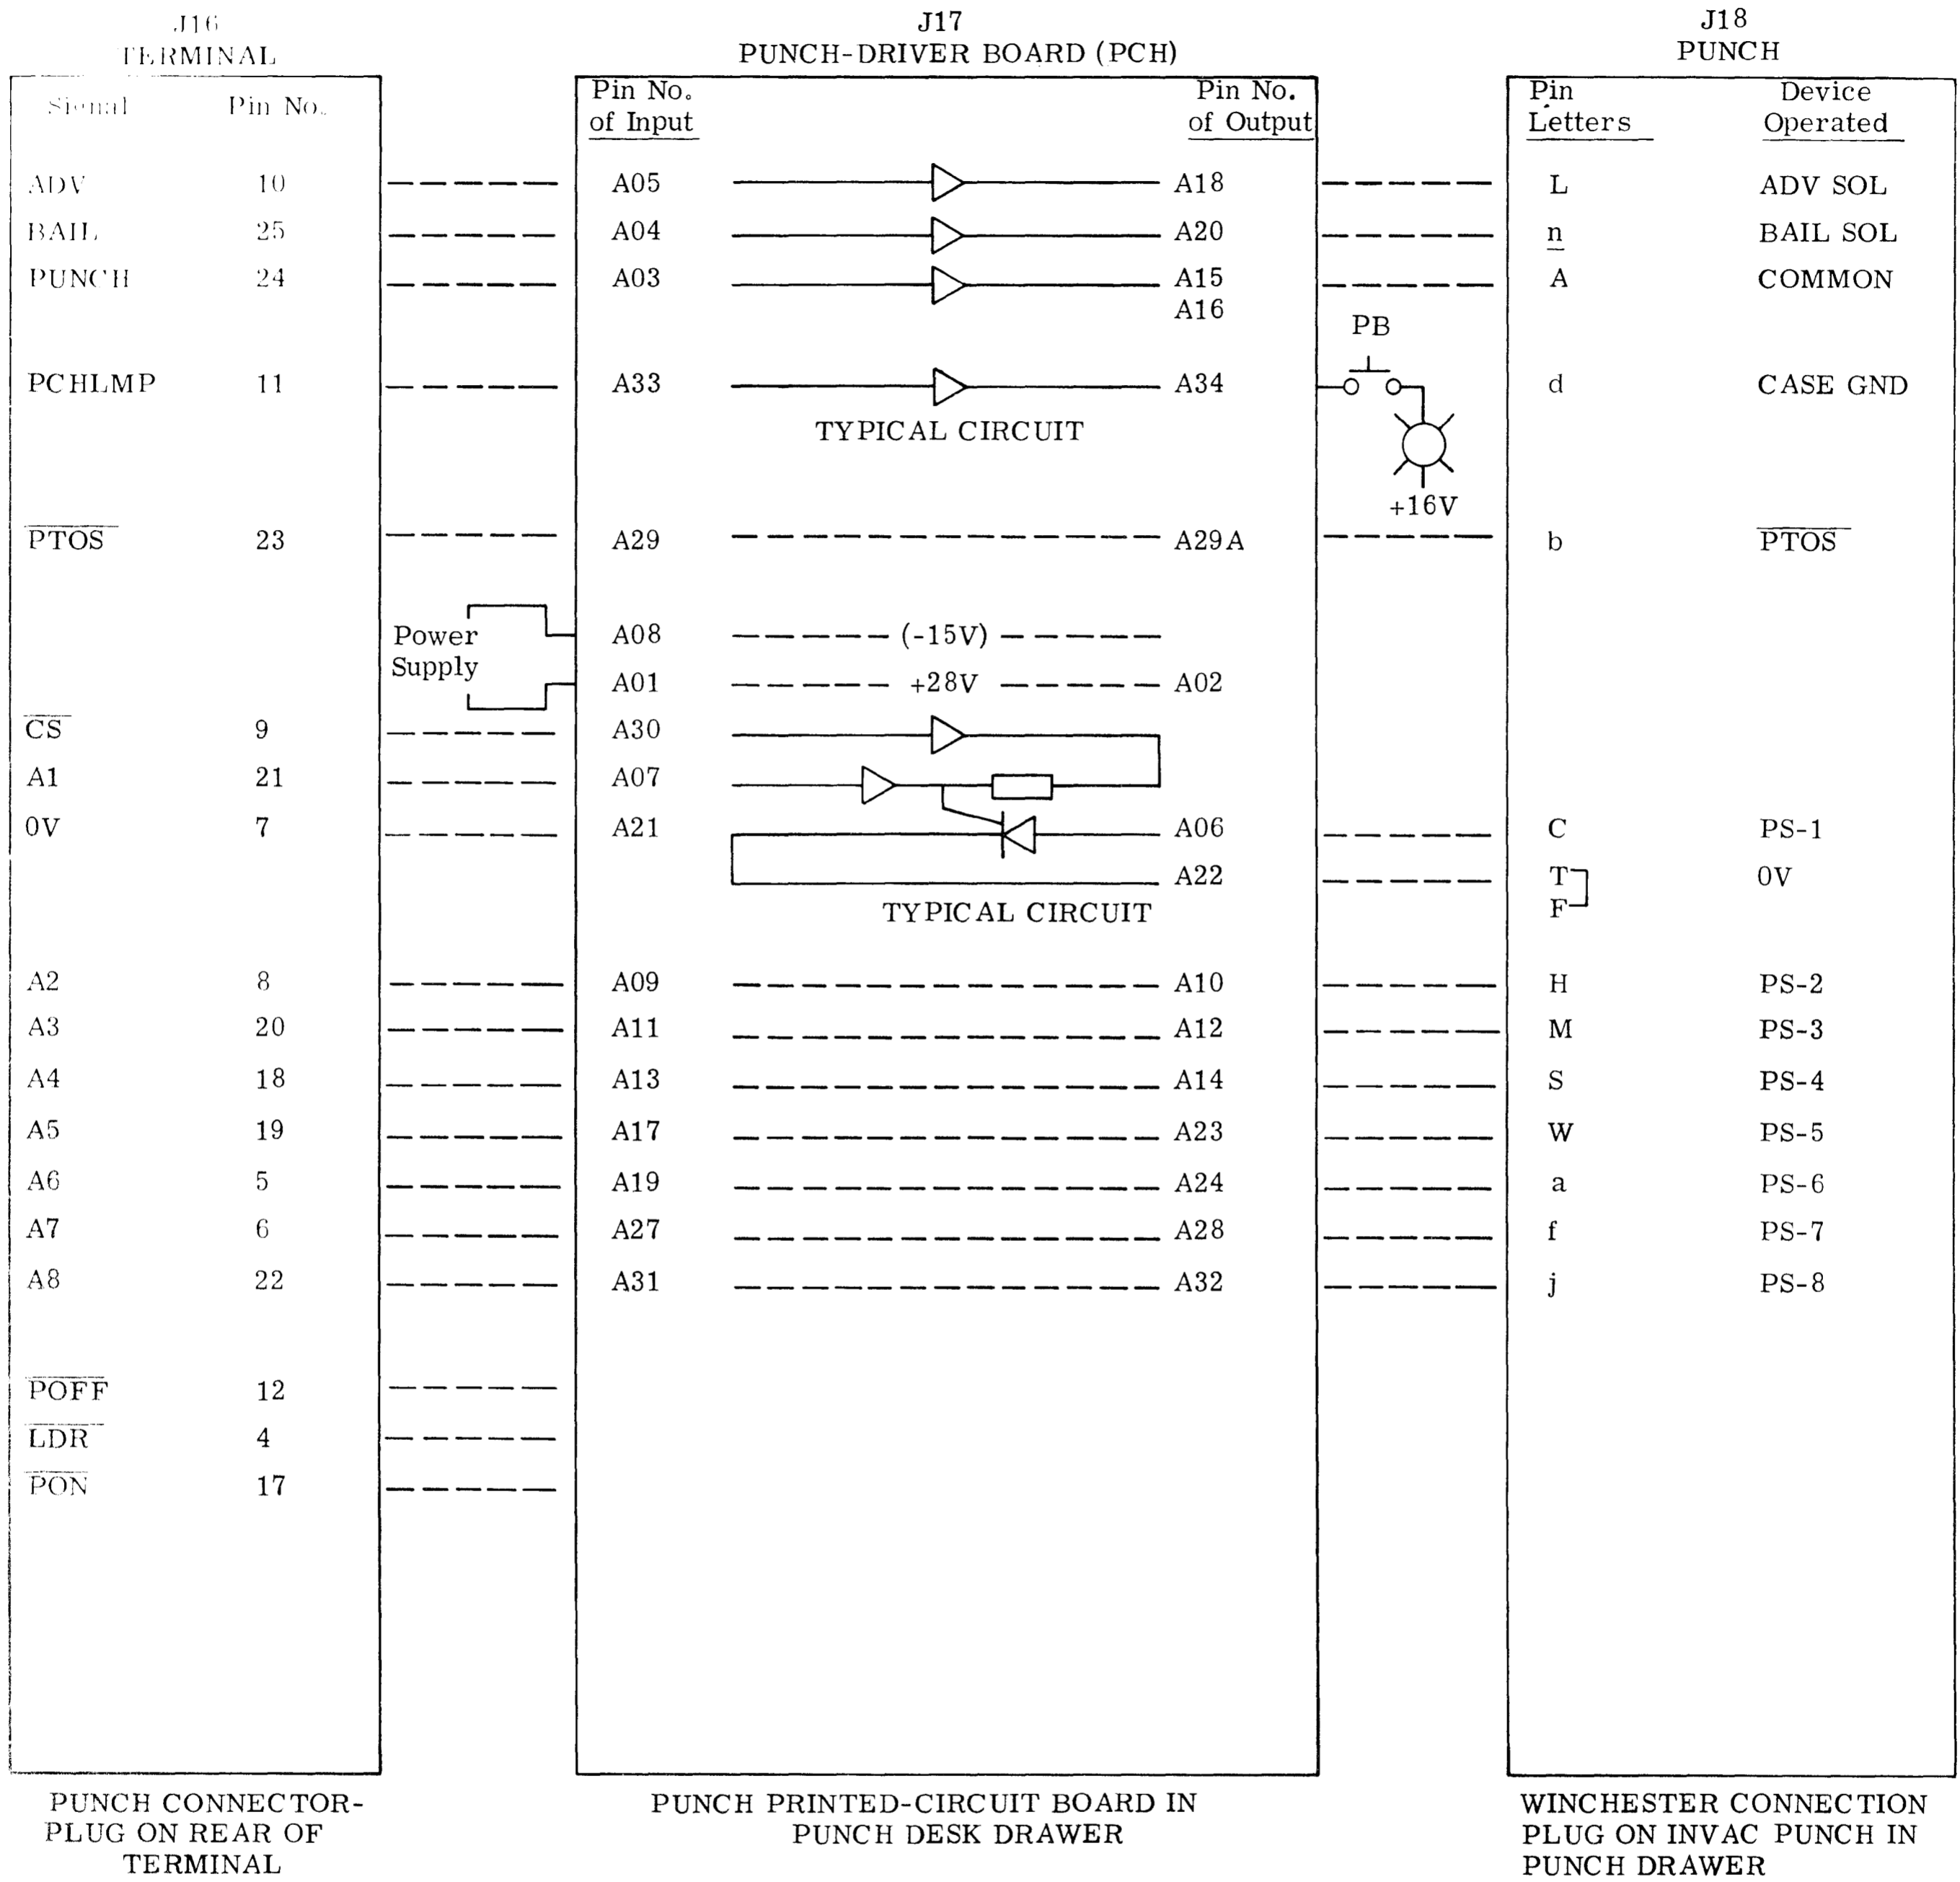 J16 J17 J18
TERMINAL PUNCH-DRIVER BOARD (PCH) PUNCH
Signal Pin No. Pin No. Pin No. Pin Device
of Input of Output Letters Operated
ADV 10 A05 A18 L ADV SOL
BAIL 25 A04 A20 n BAIL SOL
PUNCH 24 A03 A15 A COMMON
A16
PB
PCHLMP 11 A33 A34 d CASE GND
TYPICAL CIRCUIT
+16V
PTOS 23 A29 A29A b PTOS
Power A08 (-15V)
Supply
A01 +28V A02
CS 9 A30
A1 21 A07
0V 7 A21 A06 C PS-1
A22 T 0V
TYPICAL CIRCUIT F
A2 8 A09 A10 H PS-2
A3 20 A11 A12 M PS-3
A4 18 A13 A14 S PS-4
A5 19 A17 A23 W PS-5
A6 5 A19 A24 a PS-6
A7 6 A27 A28 f PS-7
A8 22 A31 A32 j PS-8
POFF 12
LDR 4
PON 17
PUNCH CONNECTOR-
PLUG ON REAR OF
TERMINAL
PUNCH PRINTED-CIRCUIT BOARD IN
PUNCH DESK DRAWER
WINCHESTER CONNECTION
PLUG ON INVAC PUNCH IN
PUNCH DRAWER